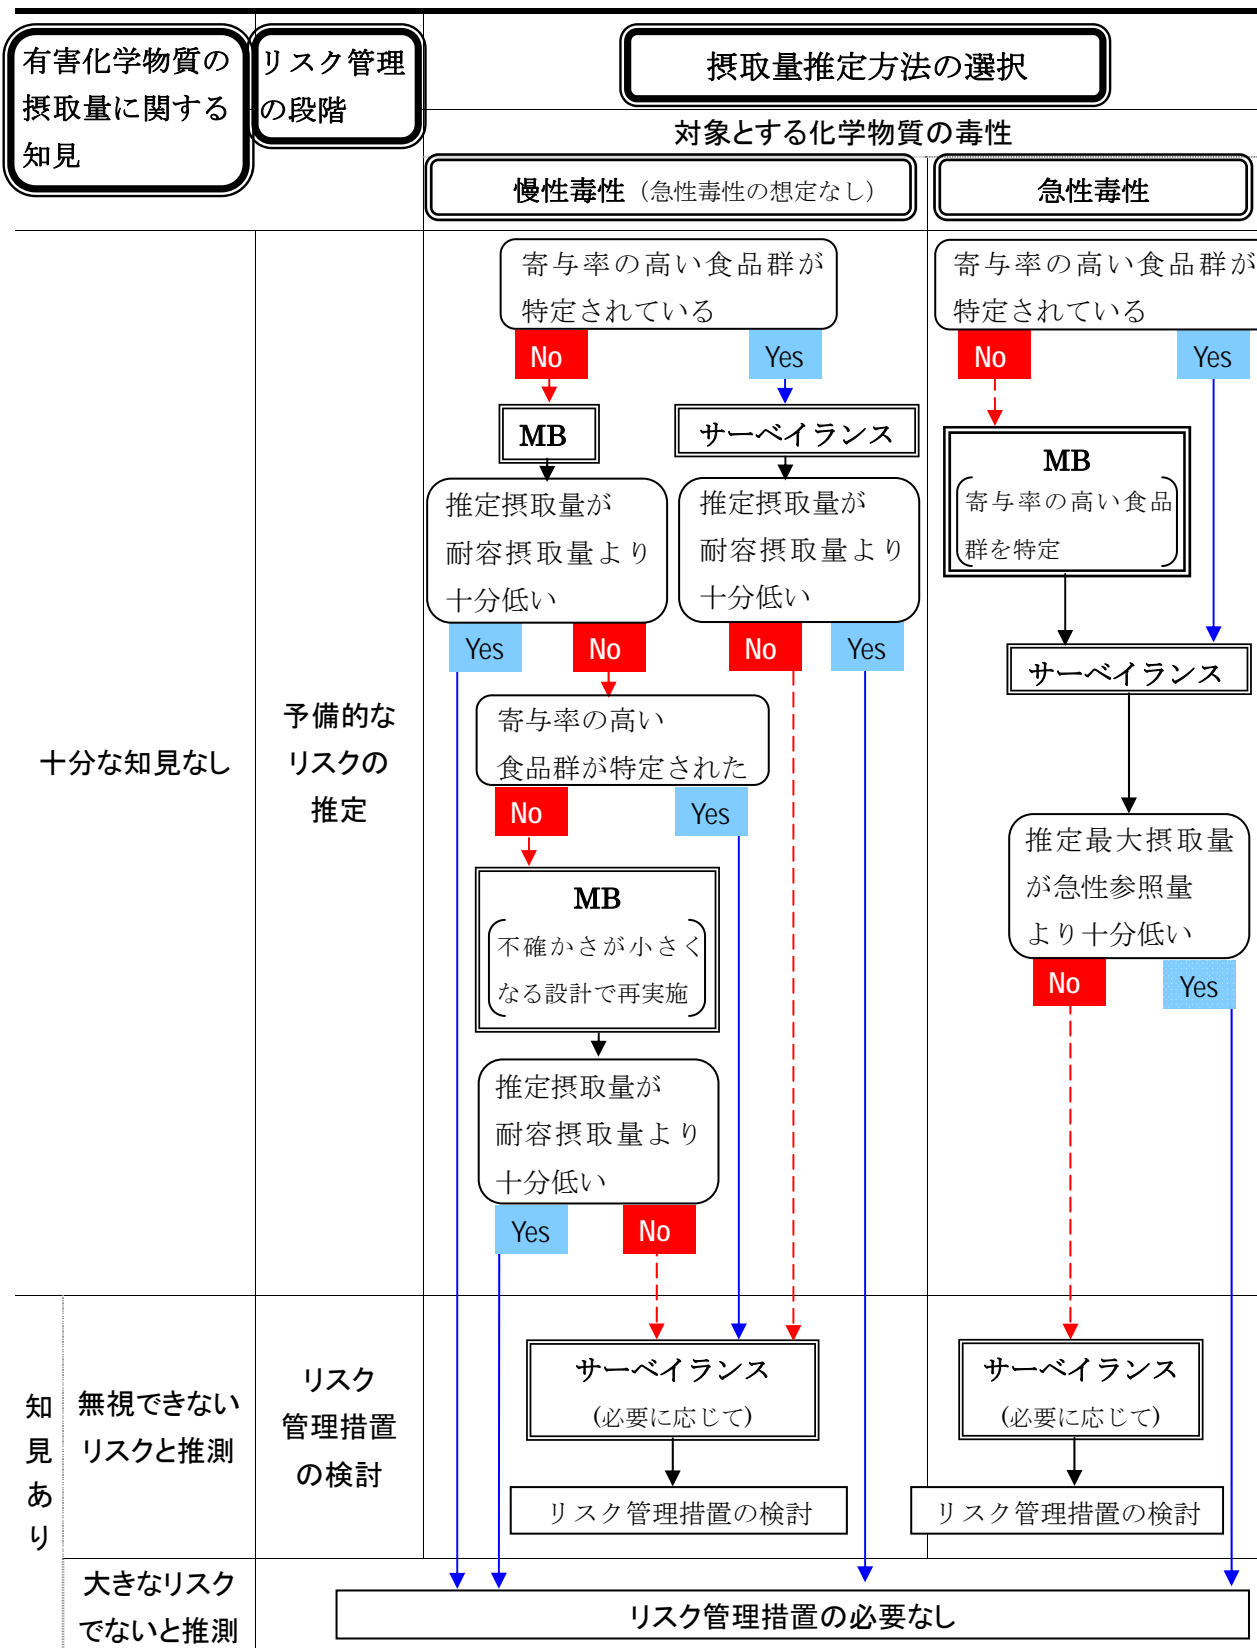 有害化学物質の
摂取量に関する
知見
リスク管理
の段階
摂取量推定方法の選択
対象とする化学物質の毒性
慢性毒性（急性毒性の想定なし）
急性毒性
十分な知見なし
予備的な
リスクの
推定
寄与率の高い食品群が
特定されている
No
Yes
MB
サーベイランス
推定摂取量が
耐容摂取量より
十分低い
推定摂取量が
耐容摂取量より
十分低い
Yes
No
No
Yes
寄与率の高い
食品群が特定された
No
Yes
MB
不確かさが小さく
なる設計で再実施
推定摂取量が
耐容摂取量より
十分低い
Yes
No
寄与率の高い食品群が
特定されている
No
Yes
MB
寄与率の高い食品
群を特定
サーベイランス
推定最大摂取量
が急性参照量
より十分低い
No
Yes
知見あり
無視できない
リスクと推測
リスク
管理措置
の検討
サーベイランス
(必要に応じて)
リスク管理措置の検討
サーベイランス
(必要に応じて)
リスク管理措置の検討
大きなリスク
でないと推測
リスク管理措置の必要なし